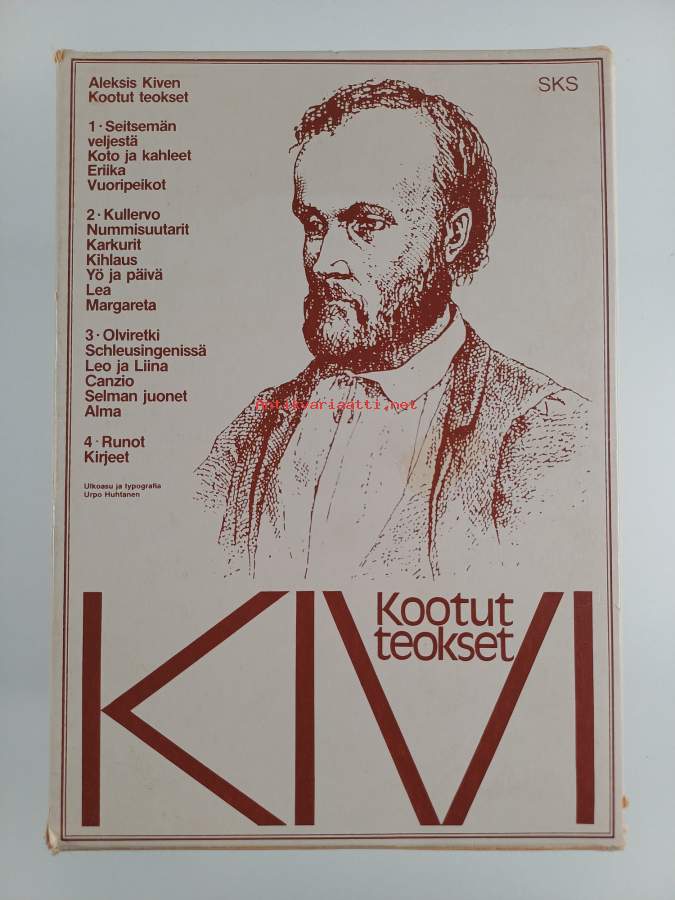 Aleksis Kiven
Kootut teokset
SKS
1 · Seitsemän
veljestä
Koto ja kahleet
Eriika
Vuoripeikot
2 · Kullervo
Nummisuutarit
Karkurit
Kihlaus
Yö ja päivä
Lea
Margareta
3 · Olviretki
Schleusingenissä
Leo ja Liina
Canzio
Selman juonet
Alma
4 · Runot
Kirjeet
Ulkoasu ja typografia
Urpo Huhtanen
Antikvariaatti.net
Kootut
teokset
KIVI